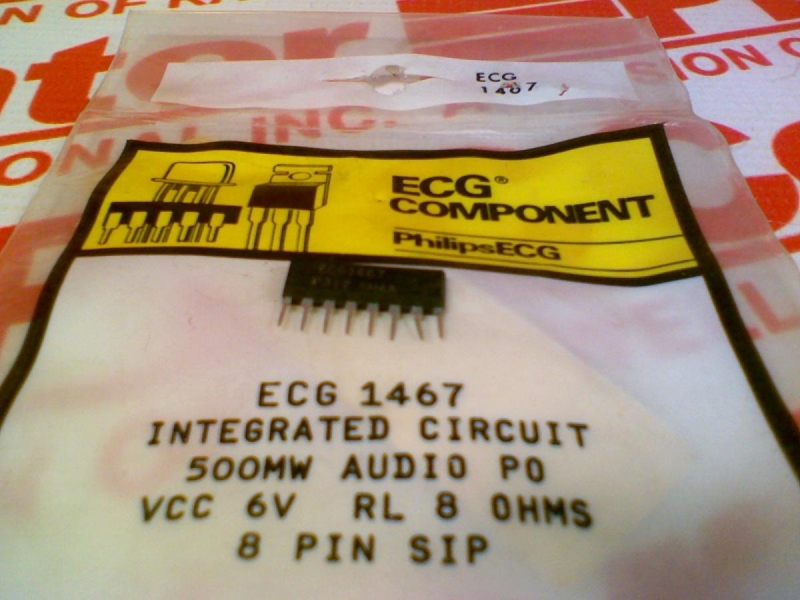 ECG
1467
ECG®
COMPONENT
PhilipsECG
ECG1467
ECG 1467
INTEGRATED CIRCUIT
500MW AUDIO PO
VCC 6V RL 8 OHMS
8 PIN SIP